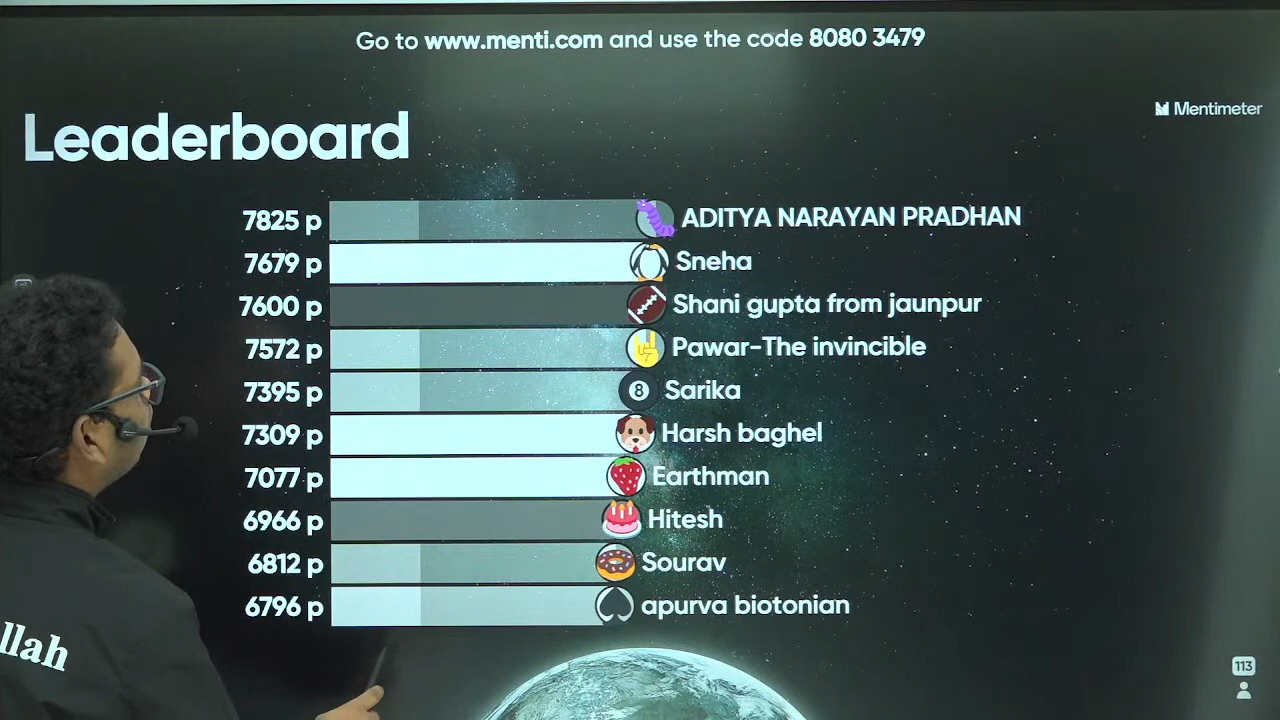 Go to www.menti.com and use the code 8080 3479
Mentimeter
Leaderboard
7825 p ADITYA NARAYAN PRADHAN
7679 p Sneha
7600 p Shani gupta from jaunpur
7572 p Pawar-The invincible
7395 p 8 Sarika
7309 p Harsh baghel
7077 p Earthman
6966 p Hitesh
6812 p Sourav
6796 p apurva biotonian
llah
113